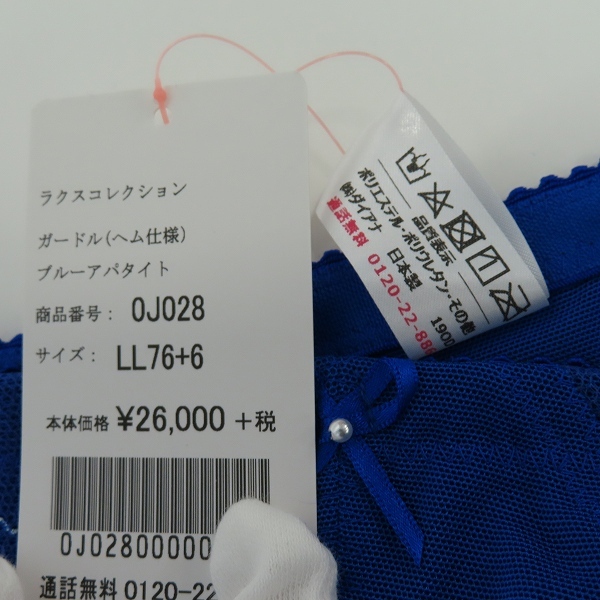 ラクスコレクション
ガードル(ヘム仕様)
ブルーアパタイト
商品番号： 0J028
サイズ： LL76+6
本体価格 ¥26,000 +税
0J02800000
通話無料 0120-22
品質表示
ポリエステル・ポリウレタン・その他
日本製 1900
㈱ダイアナ
通話無料 0120-22-886